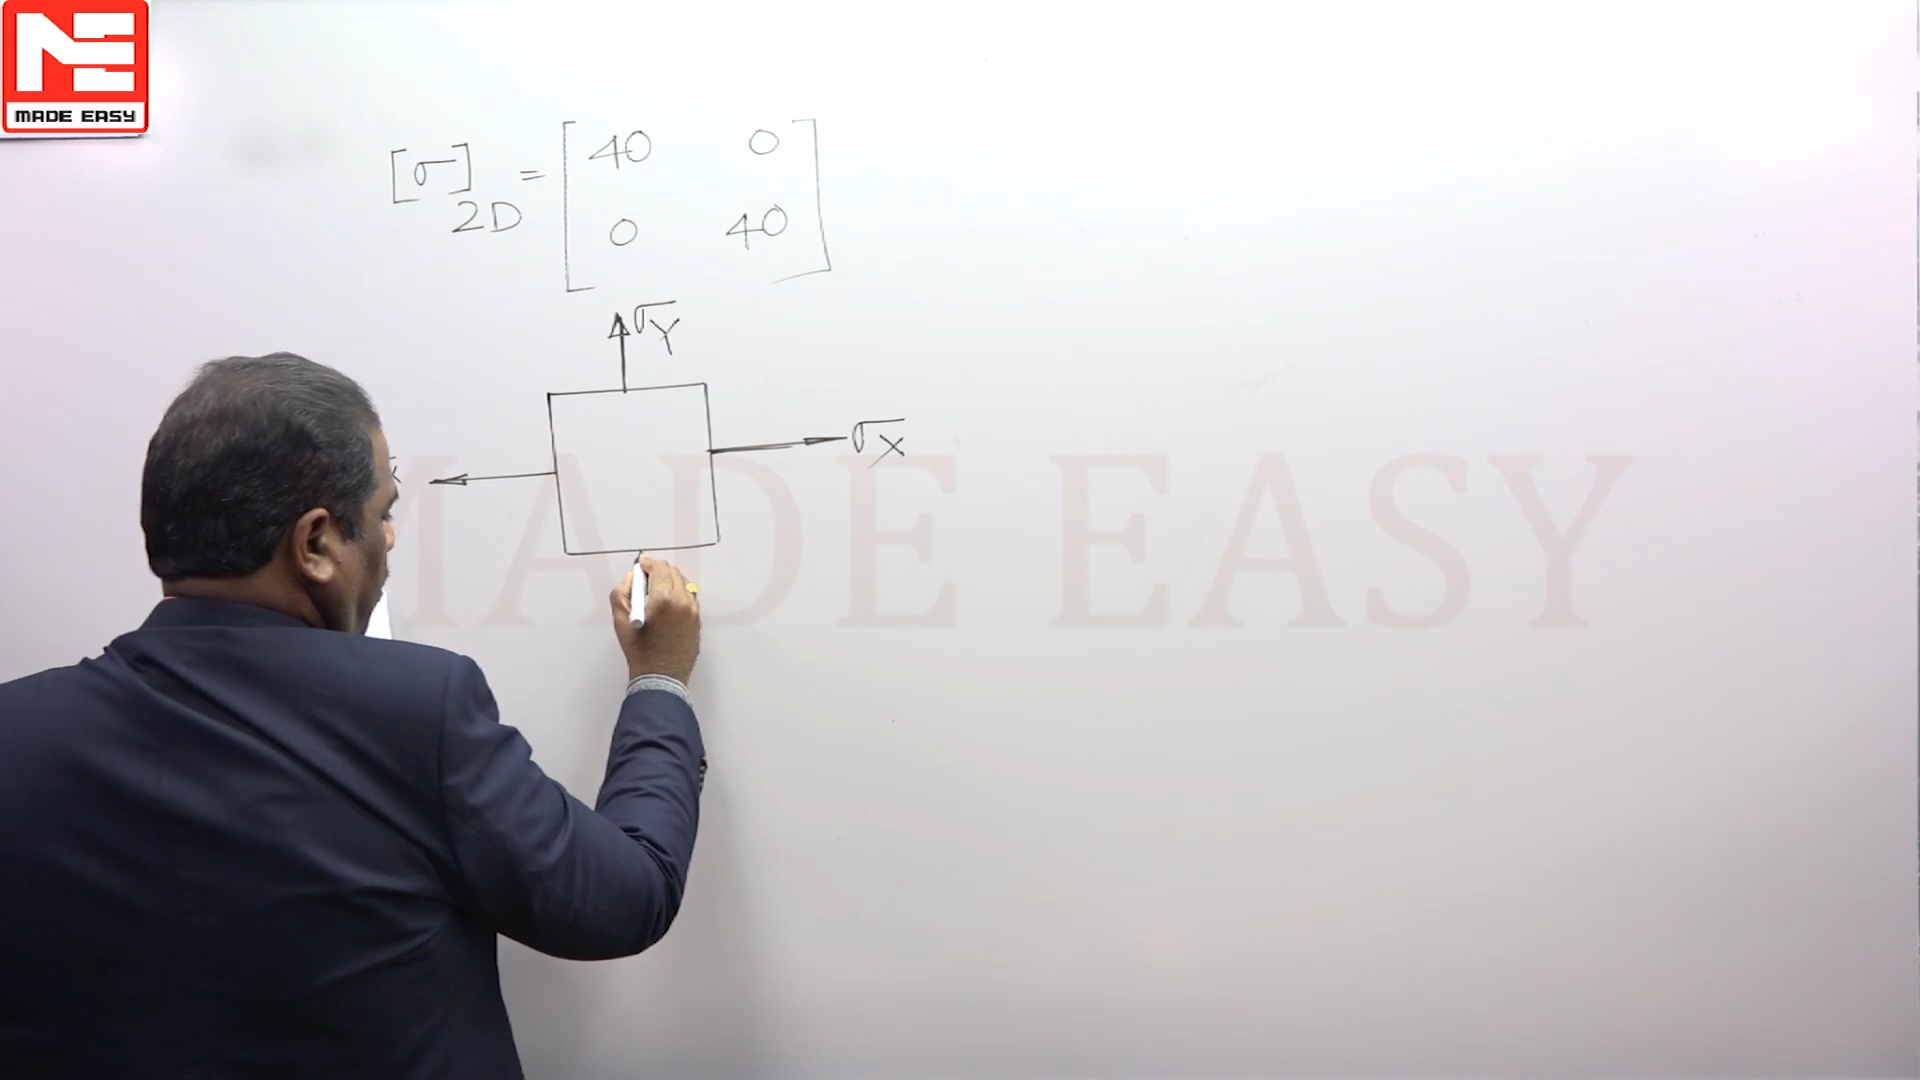 MADE EASY
[σ]2D = [40 0
0 40]
σY
σX
MADE EASY